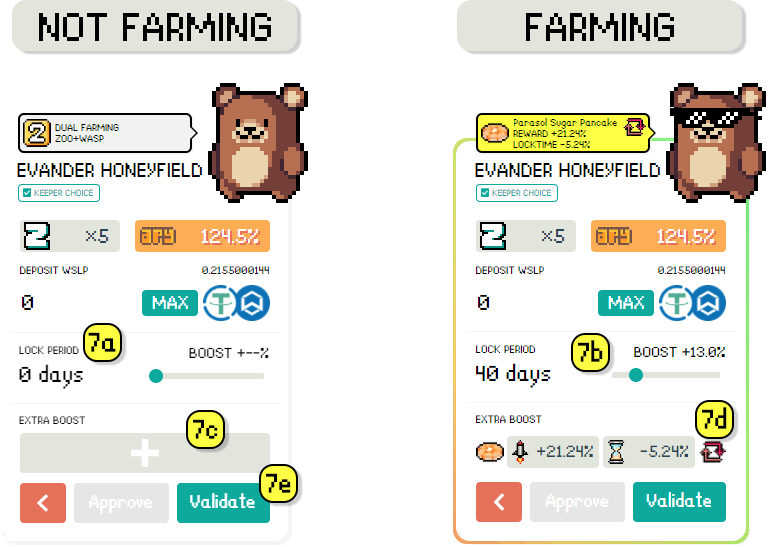 NOT FARMING
DUAL FARMING
ZOO+WASP
EVANDER HONEYFIELD
KEEPER CHOICE
×5
124.5%
DEPOSIT WSLP
0.2155000144
0
MAX
LOCK PERIOD
7a
BOOST +--%
0 days
EXTRA BOOST
7c
+
7e
<
Approve
Validate
FARMING
Parasol Sugar Pancake
REWARD +21.24%
LOCKTIME -5.24%
EVANDER HONEYFIELD
KEEPER CHOICE
×5
124.5%
DEPOSIT WSLP
0.2155000144
0
MAX
LOCK PERIOD
7b
BOOST +13.0%
40 days
EXTRA BOOST
7d
+21.24%
-5.24%
<
Approve
Validate